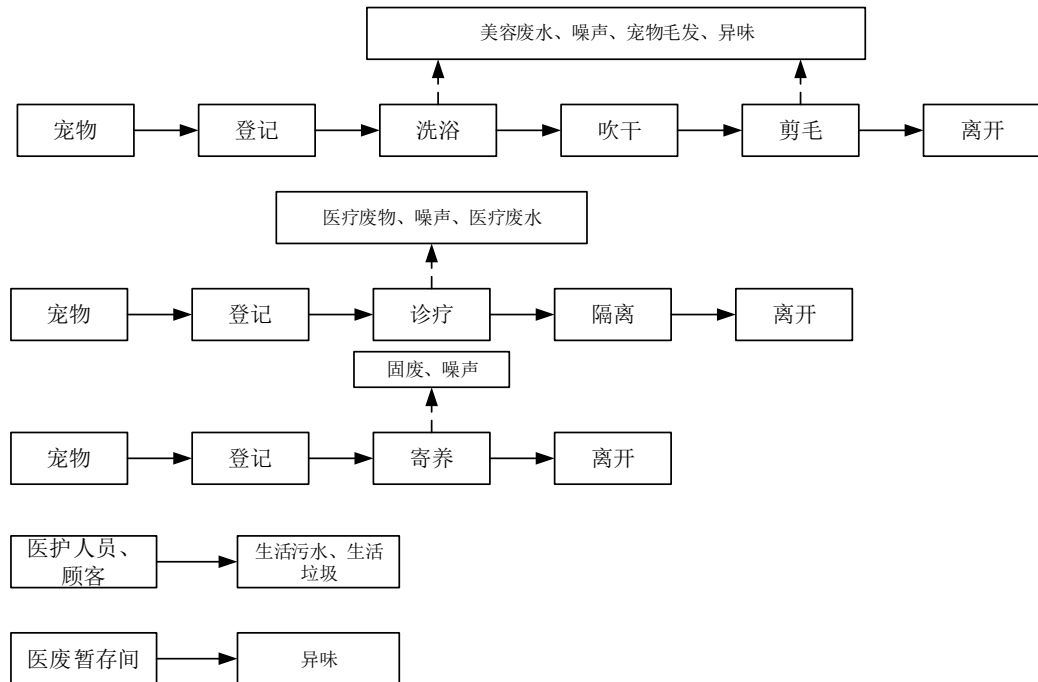 美容废水、噪声、宠物毛发、异味
宠物
登记
洗浴
吹干
剪毛
离开
医疗废物、噪声、医疗废水
宠物
登记
诊疗
隔离
离开
固废、噪声
宠物
登记
寄养
离开
医护人员、
顾客
生活污水、生活
垃圾
医废暂存间
异味